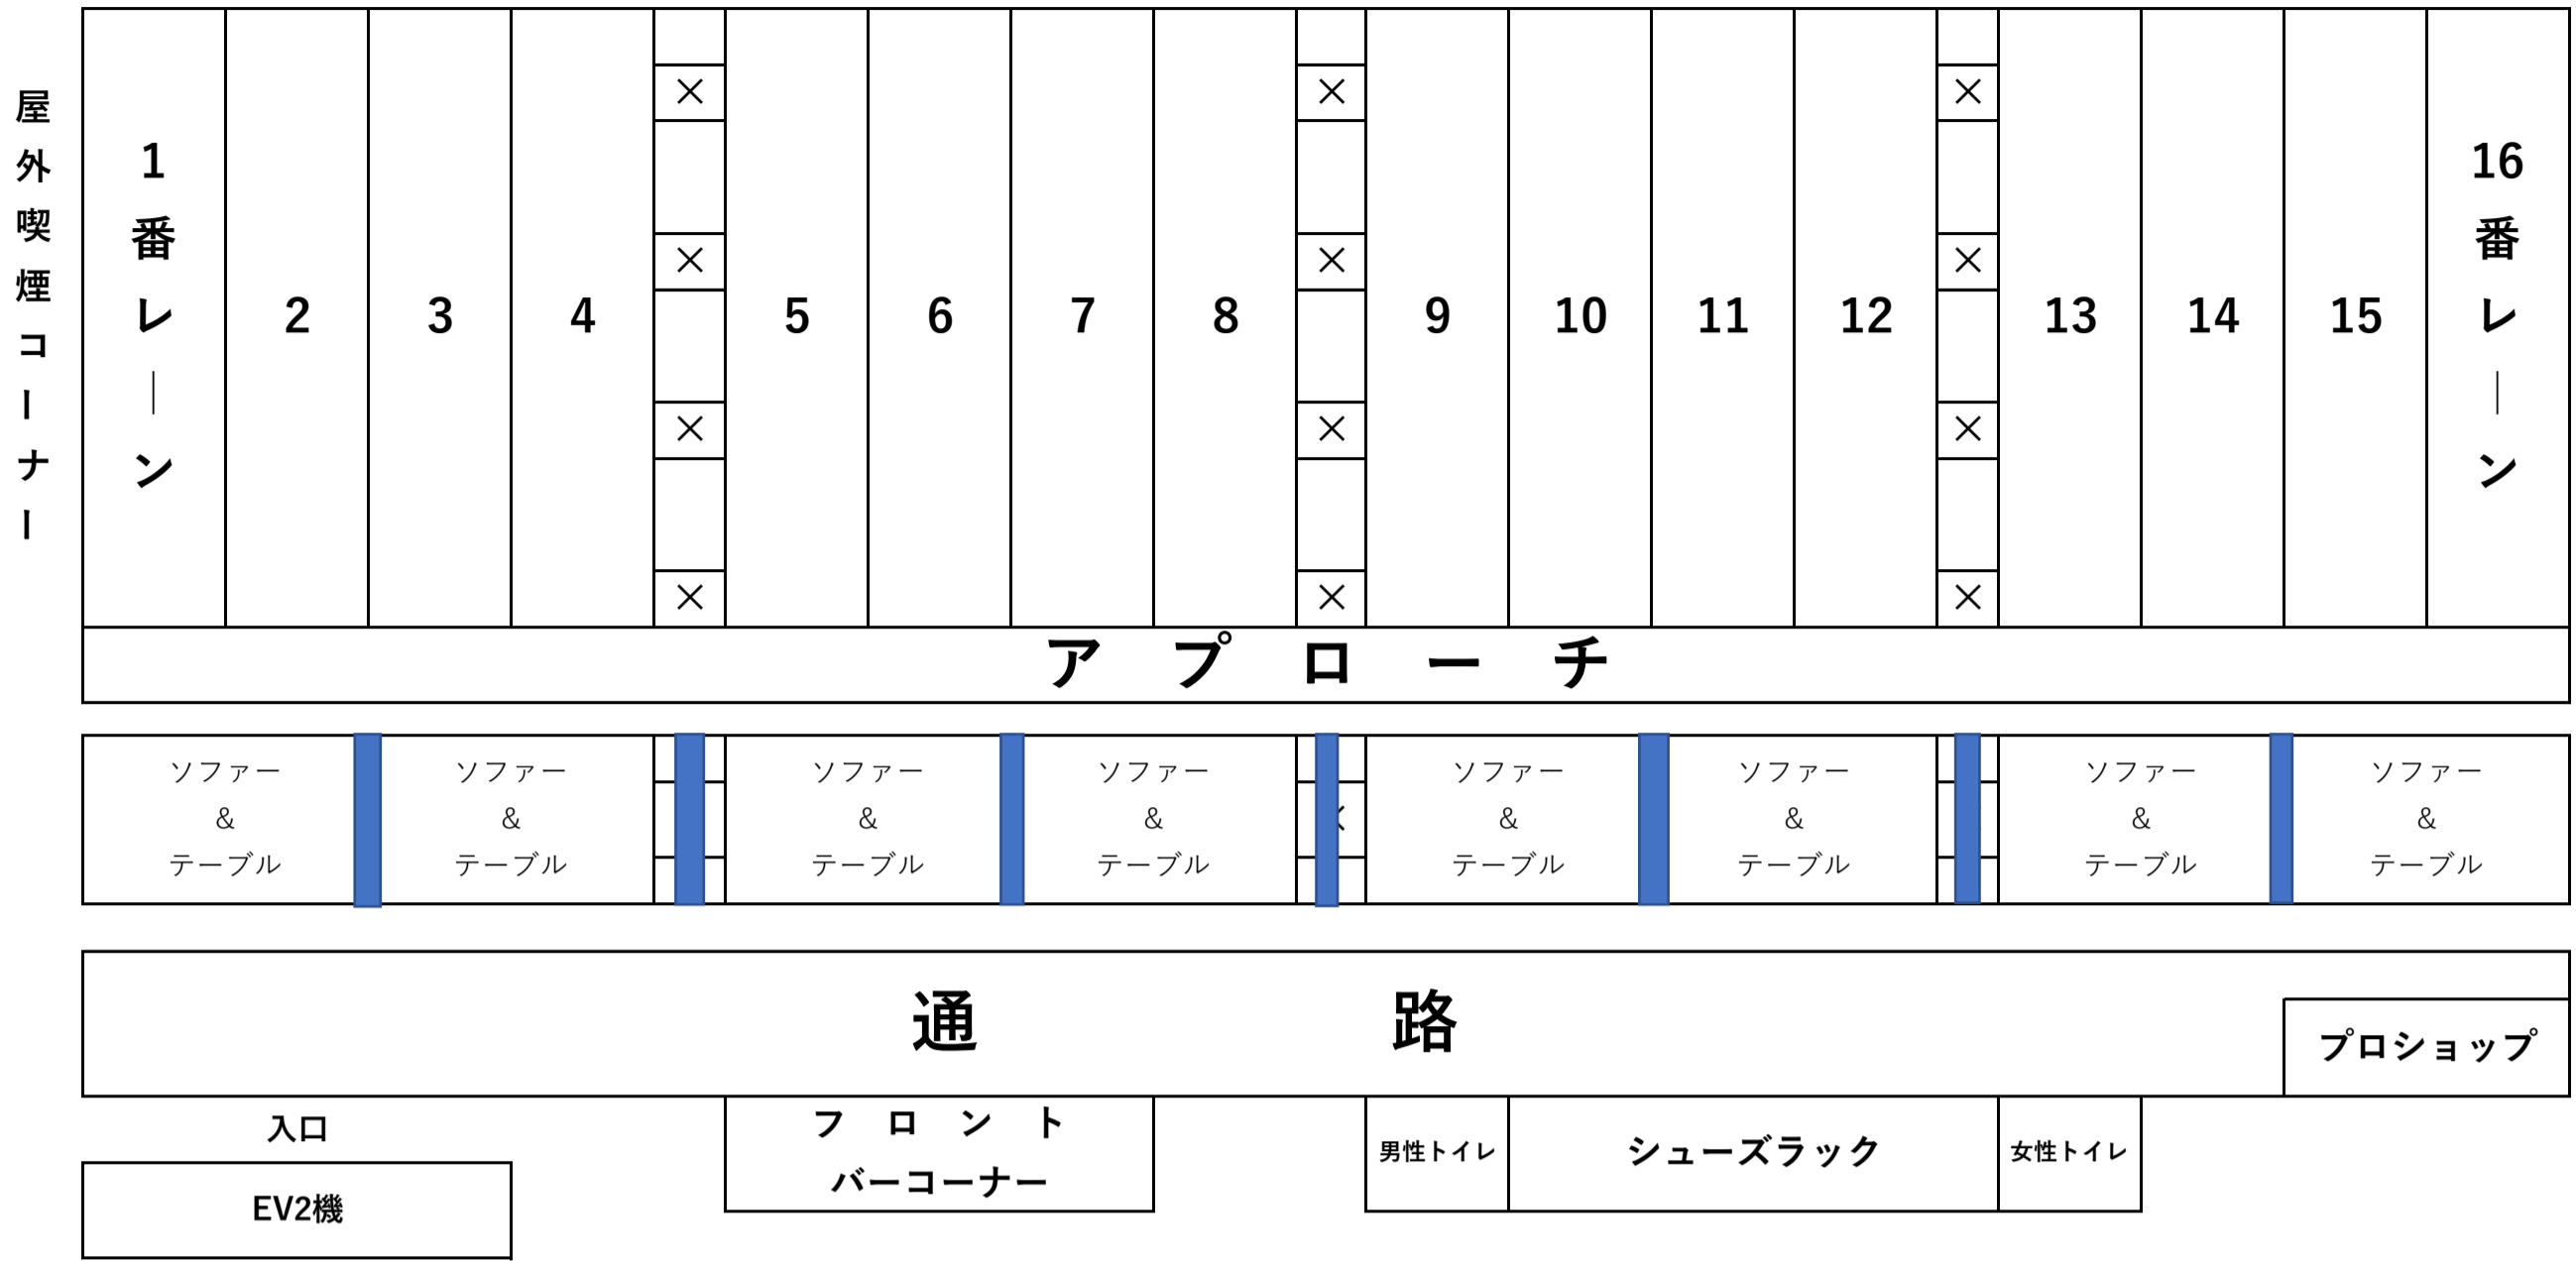 屋外喫煙コーナー
1番レーン
2
3
4
5
6
7
8
9
10
11
12
13
14
15
16番レーン
×
×
×
×
×
×
×
×
×
×
×
×
アプローチ
ソファー
&
テーブル
ソファー
&
テーブル
ソファー
&
テーブル
ソファー
&
テーブル
ソファー
&
テーブル
ソファー
&
テーブル
ソファー
&
テーブル
ソファー
&
テーブル
通路
プロショップ
入口
EV2機
フロント
バーコーナー
男性トイレ
シューズラック
女性トイレ